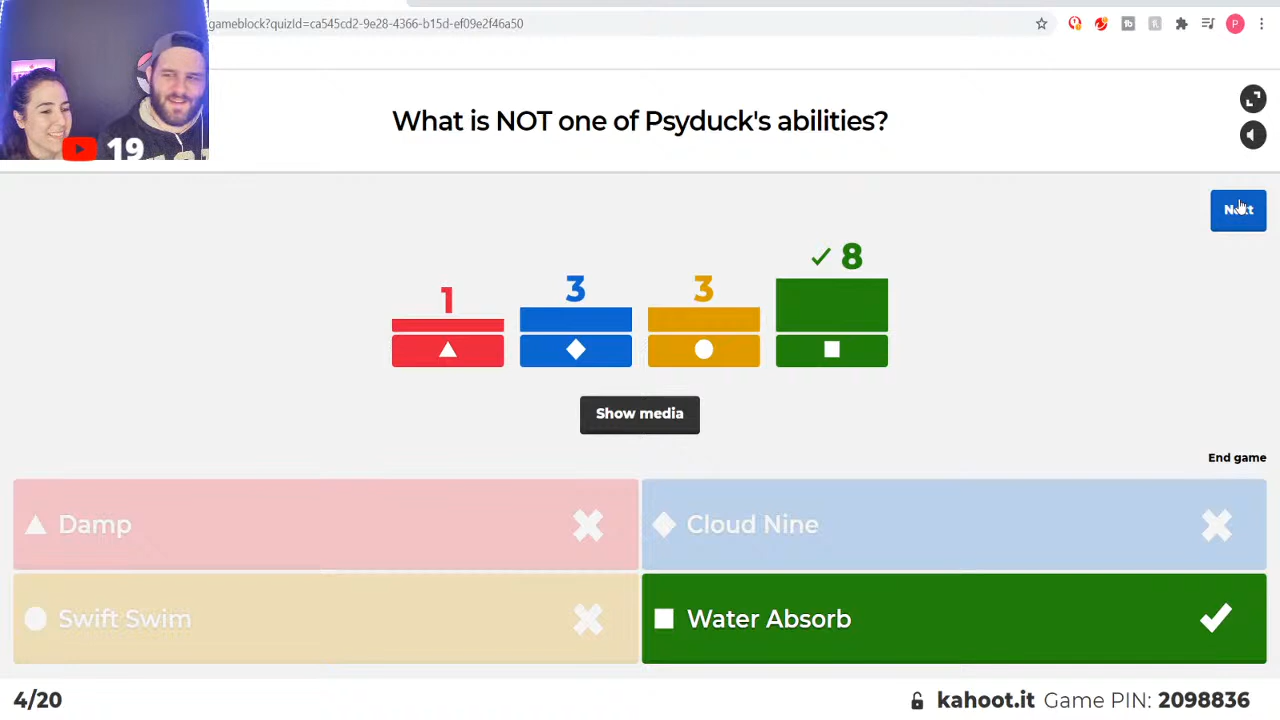 gameblock?quizId=ca545cd2-9e28-4366-b15d-ef09e2f46a50
19
What is NOT one of Psyduck's abilities?
Next
1
3
3
8
Show media
End game
Damp
Cloud Nine
Swift Swim
Water Absorb
4/20
kahoot.it Game PIN: 2098836